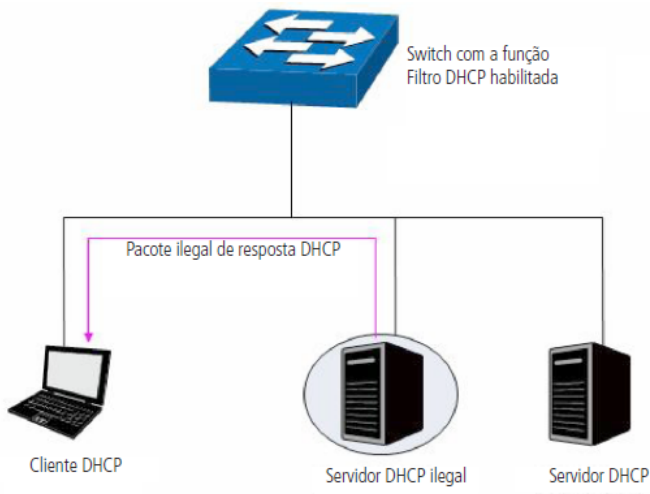 Switch com a função
Filtro DHCP habilitada
Pacote ilegal de resposta DHCP
Cliente DHCP
Servidor DHCP ilegal
Servidor DHCP